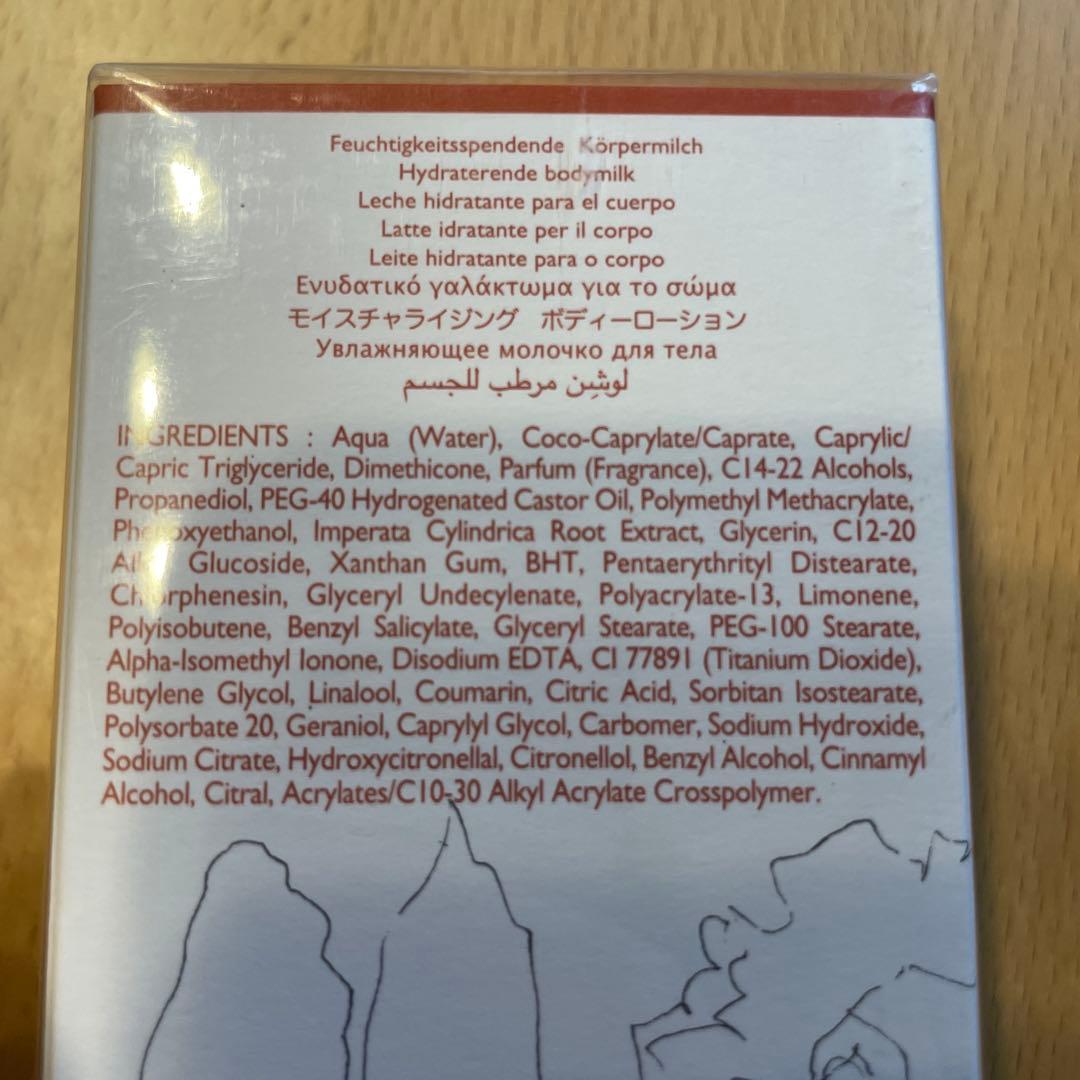 Feuchtigkeitsspendende Körpermilch
Hydraterende bodymilk
Leche hidratante para el cuerpo
Latte idratante per il corpo
Leite hidratante para o corpo
Ενυδατικό γαλάκτωμα για το σώμα
モイスチャライジング ボディーローション
Увлажняющее молочко для тела
لوشِن مرطب للجسم
INGREDIENTS : Aqua (Water), Coco-Caprylate/Caprate, Caprylic/
Capric Triglyceride, Dimethicone, Parfum (Fragrance), C14-22 Alcohols,
Propanediol, PEG-40 Hydrogenated Castor Oil, Polymethyl Methacrylate,
Phenoxyethanol, Imperata Cylindrica Root Extract, Glycerin, C12-20
Alkyl Glucoside, Xanthan Gum, BHT, Pentaerythrityl Distearate,
Chlorphenesin, Glyceryl Undecylenate, Polyacrylate-13, Limonene,
Polyisobutene, Benzyl Salicylate, Glyceryl Stearate, PEG-100 Stearate,
Alpha-Isomethyl Ionone, Disodium EDTA, CI 77891 (Titanium Dioxide),
Butylene Glycol, Linalool, Coumarin, Citric Acid, Sorbitan Isostearate,
Polysorbate 20, Geraniol, Caprylyl Glycol, Carbomer, Sodium Hydroxide,
Sodium Citrate, Hydroxycitronellal, Citronellol, Benzyl Alcohol, Cinnamyl
Alcohol, Citral, Acrylates/C10-30 Alkyl Acrylate Crosspolymer.